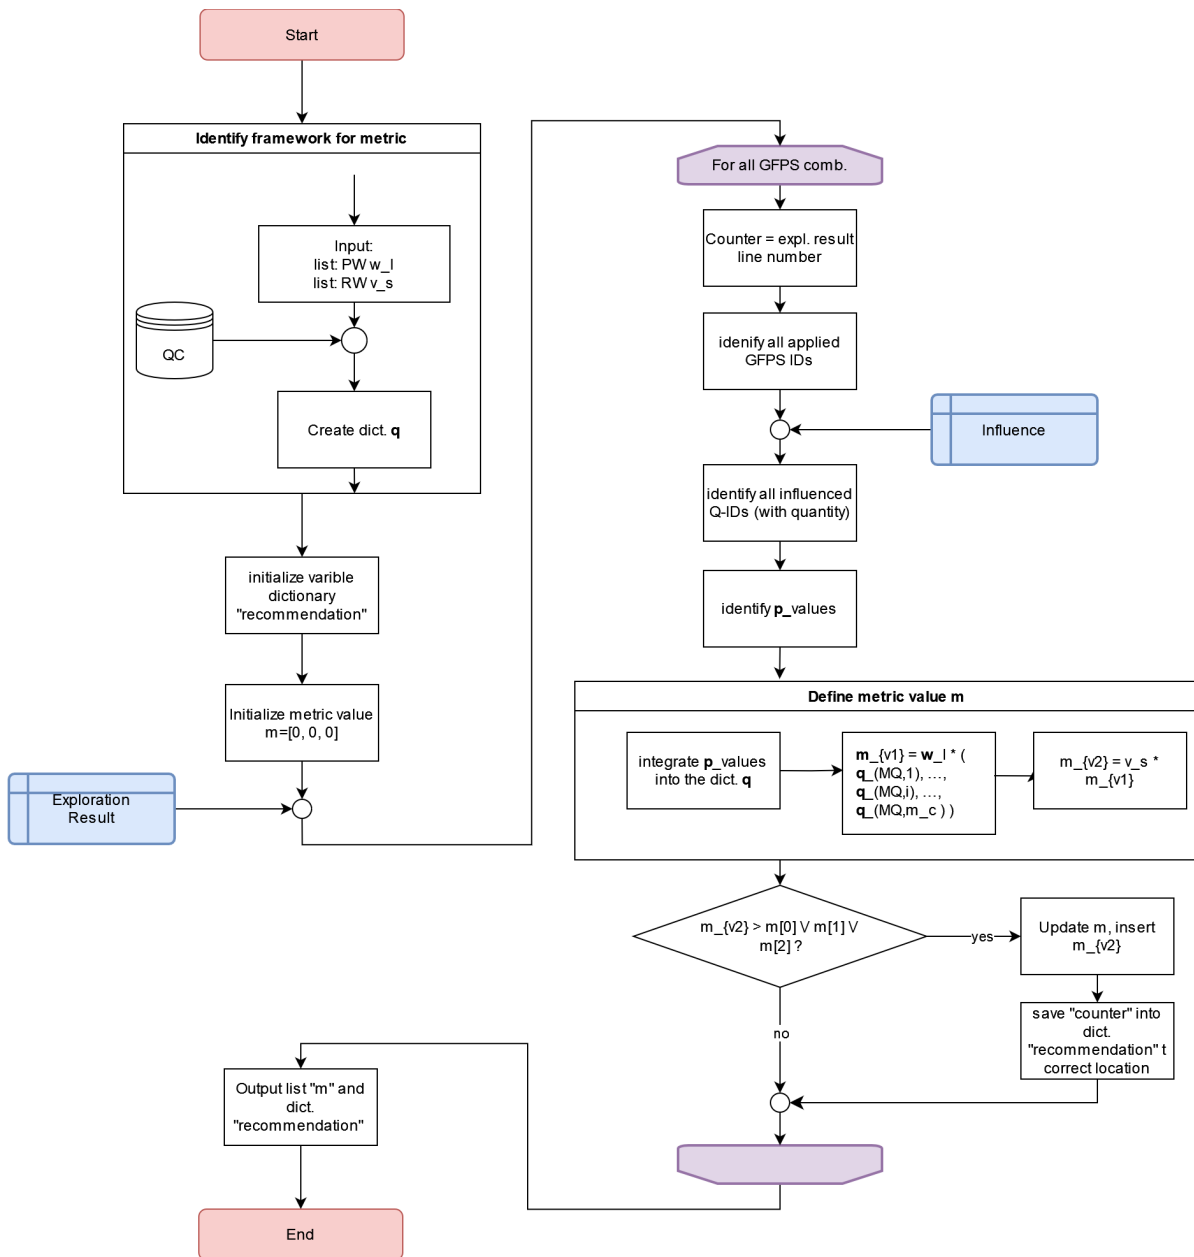 Start
Identify framework for metric
Input:
list: PW w_l
list: RW v_s
QC
Create dict. q
initialize varible
dictionary
"recommendation"
Initialize metric value
m=[0, 0, 0]
Exploration
Result
For all GFPS comb.
Counter = expl. result
line number
idenify all applied
GFPS IDs
Influence
identify all influenced
Q-IDs (with quantity)
identify p_values
Define metric value m
integrate p_values
into the dict. q
m_{v1} = w_l * (
q_(MQ,1), …,
q_(MQ,i), …,
q_(MQ,m_c ) )
m_{v2} = v_s *
m_{v1}
m_{v2} > m[0] \/ m[1] \/
m[2] ?
yes
Update m, insert
m_{v2}
save "counter" into
dict.
"recommendation" t
correct location
no
Output list "m" and
dict.
"recommendation"
End